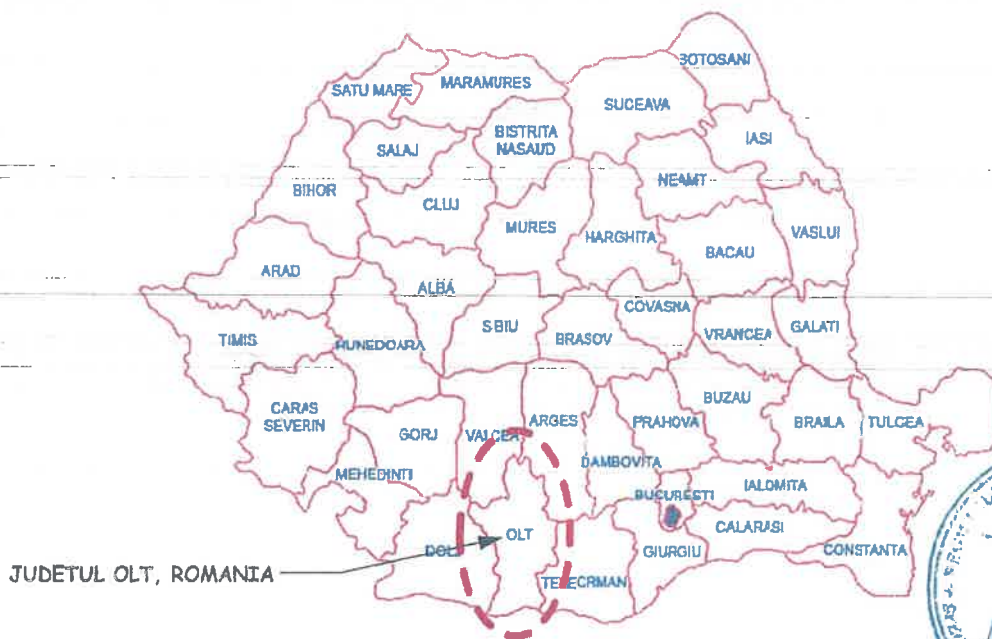 BOTOSANI
SATU MARE
MARAMURES
SUCEAVA
BISTRITA
NASAUD
IASI
SALAJ
NEAMT
BIHOR
CLUJ
MURES
HARGHITA
VASLUI
BACAU
ARAD
ALBA
COVASNA
TIMIS
HUNEDOARA
SIBIU
BRASOV
VRANCEA
GALATI
CARAS
SEVERIN
GORJ
VALCEA
ARGES
PRAHOVA
BUZAU
BRAILA
TULCEA
MEHEDINTI
DAMBOVITA
BUCURESTI
IALOMITA
DOLJ
OLT
GIURGIU
CALARASI
CONSTANTA
JUDETUL OLT, ROMANIA
TELEORMAN